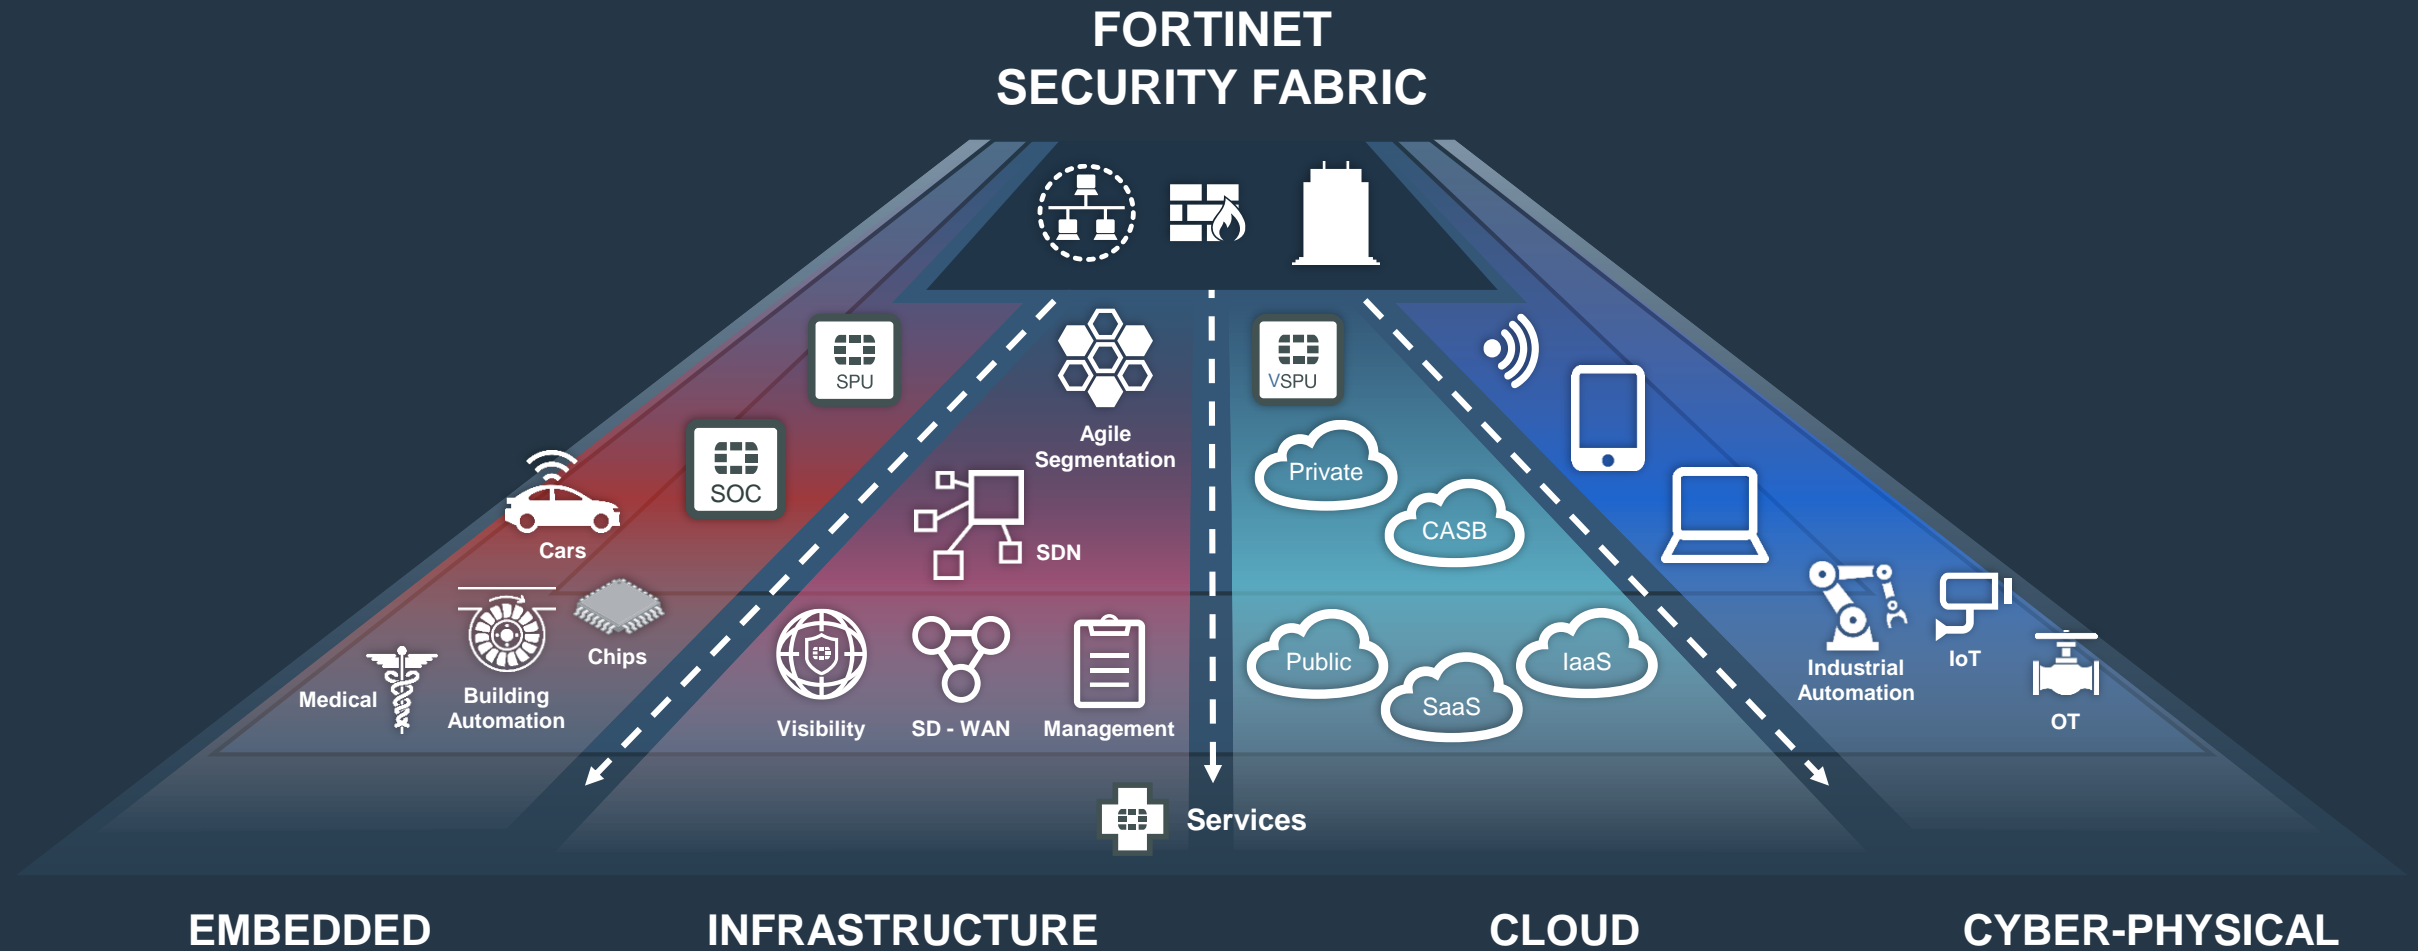 FORTINET
SECURITY FABRIC
SPU
SOC
Cars
Chips
Building
Automation
Medical
Agile
Segmentation
SDN
Visibility
SD - WAN
Management
VSPU
Private
CASB
Public
SaaS
IaaS
Industrial
Automation
IoT
OT
Services
EMBEDDED
INFRASTRUCTURE
CLOUD
CYBER-PHYSICAL